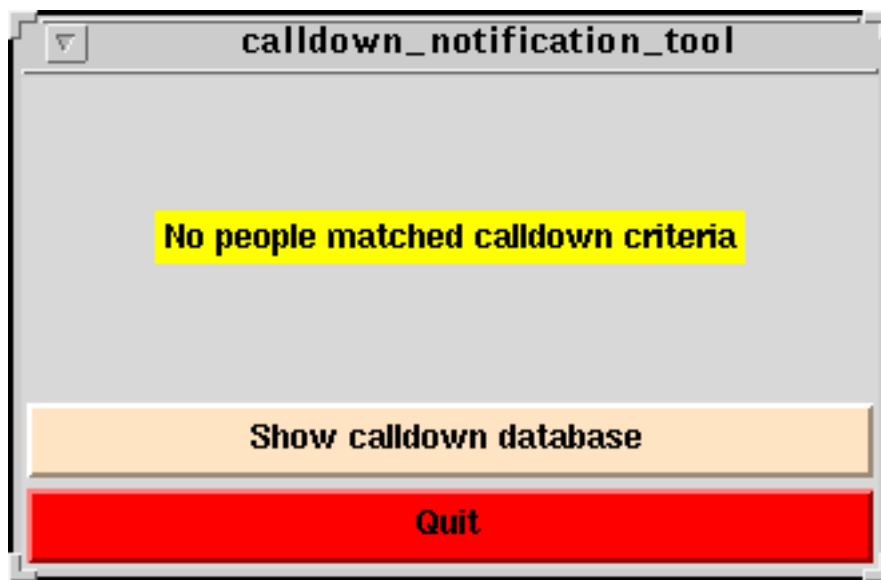 calldown_notification_tool
No people matched calldown criteria
Show calldown database
Quit